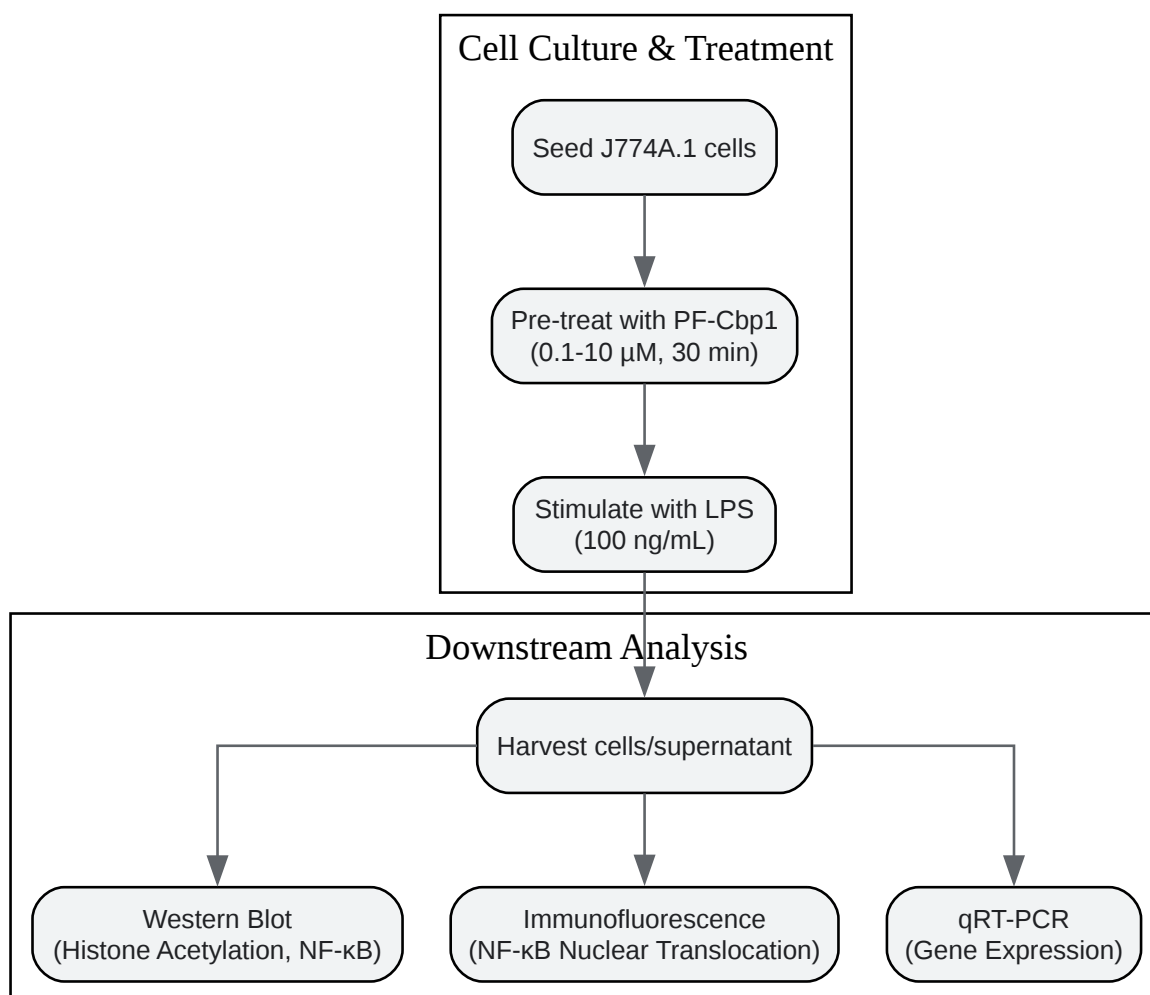 Cell Culture & Treatment
Seed J774A.1 cells
Pre-treat with PF-Cbp1
(0.1-10 µM, 30 min)
Stimulate with LPS
(100 ng/mL)
Downstream Analysis
Harvest cells/supernatant
Western Blot
(Histone Acetylation, NF-κB)
Immunofluorescence
(NF-κB Nuclear Translocation)
qRT-PCR
(Gene Expression)